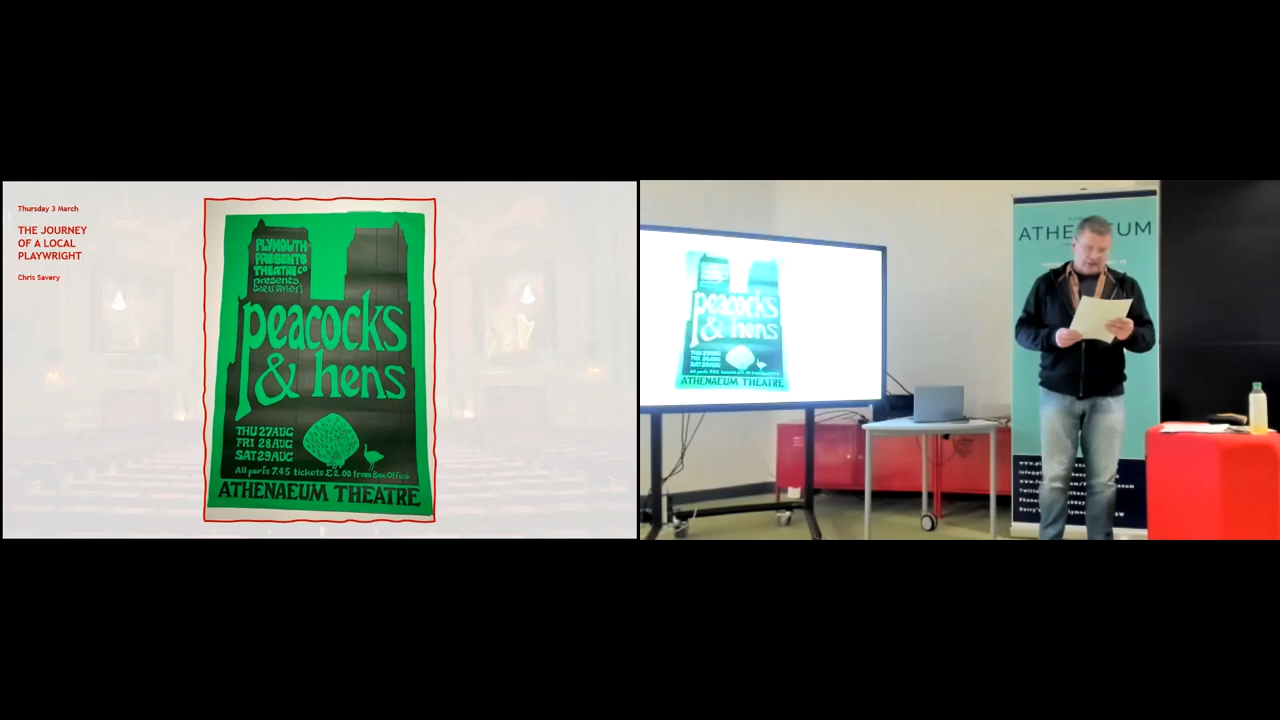 Thursday 3 March
THE JOURNEY
OF A LOCAL
PLAYWRIGHT
Chris Savery
PLYMOUTH
PRESENTS
THEATRE CO
presents
peacocks
& hens
THU 27 AUG
FRI 28 AUG
SAT 29 AUG
All perfs 7.45 tickets £2.00 from Box Office
ATHENAEUM THEATRE
peacocks
& hens
ATHENAEUM THEATRE
ATHE UM